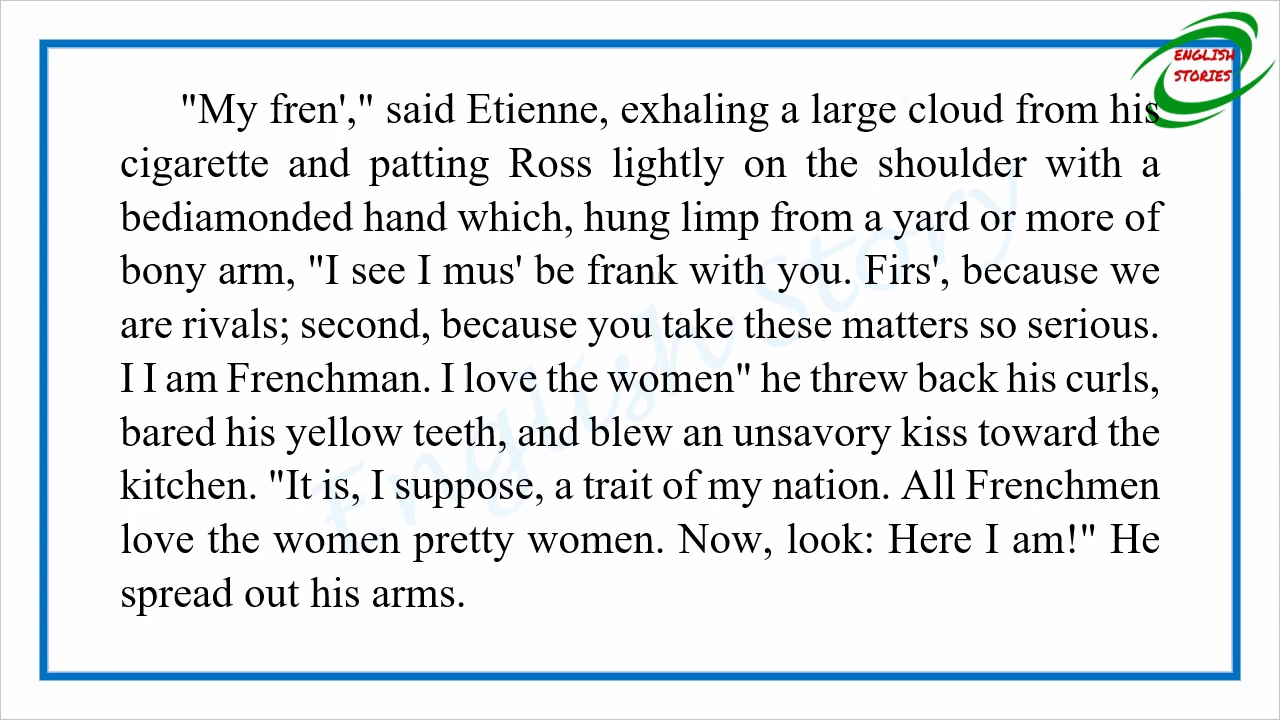 ENGLISH
STORIES
"My fren'," said Etienne, exhaling a large cloud from his
cigarette and patting Ross lightly on the shoulder with a
bediamonded hand which, hung limp from a yard or more of
bony arm, "I see I mus' be frank with you. Firs', because we
are rivals; second, because you take these matters so serious.
I I am Frenchman. I love the women" he threw back his curls,
bared his yellow teeth, and blew an unsavory kiss toward the
kitchen. "It is, I suppose, a trait of my nation. All Frenchmen
love the women pretty women. Now, look: Here I am!" He
spread out his arms.
English Story